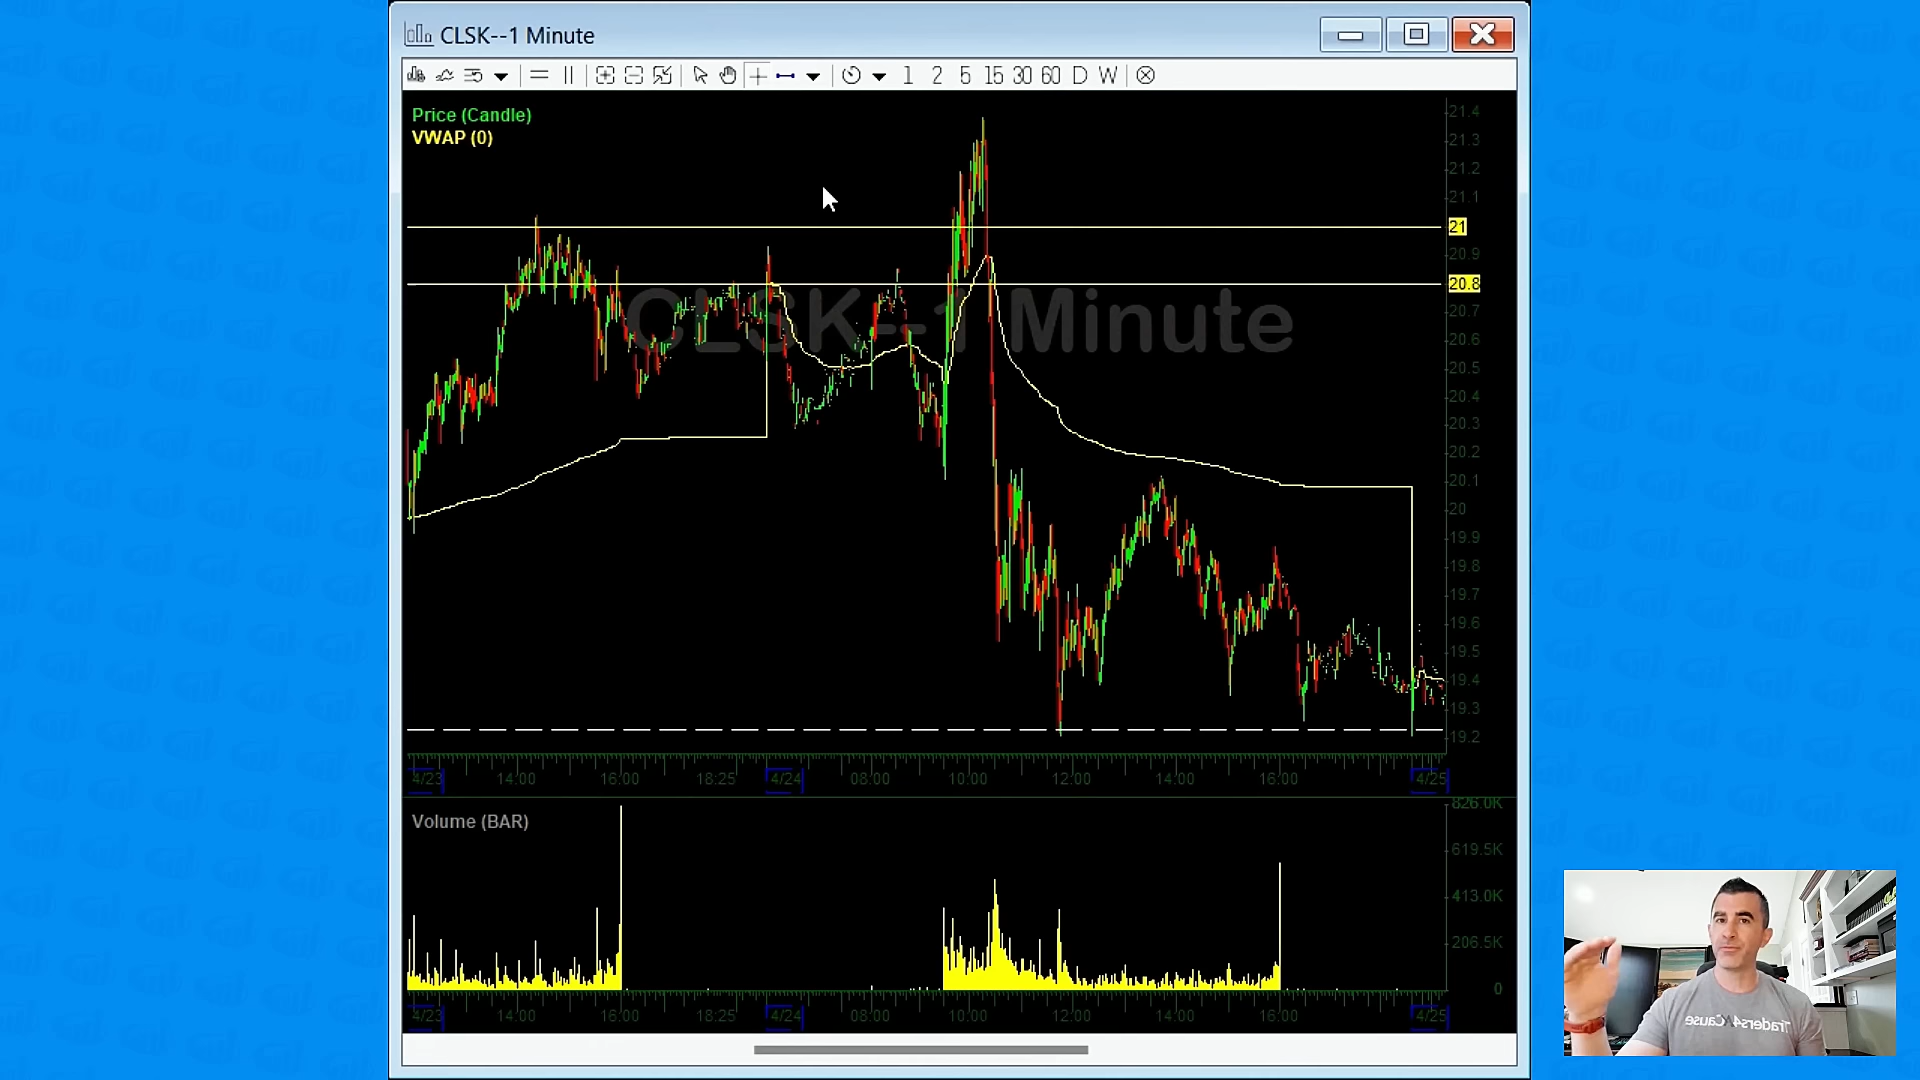 CLSK--1 Minute
1 2 5 15 30 60 D W
Price (Candle)
VWAP (0)
CLSK--1 Minute
21.4
21.3
21.2
21.1
21
20.9
20.8
20.7
20.6
20.5
20.4
20.3
20.2
20.1
20
19.9
19.8
19.7
19.6
19.5
19.4
19.3
19.2
4/23 14:00 16:00 18:25 4/24 08:00 10:00 12:00 14:00 16:00 4/25
Volume (BAR)
826.0K
619.5K
413.0K
206.5K
0
4/23 14:00 16:00 18:25 4/24 08:00 10:00 12:00 14:00 16:00 4/25
Traders4ACause